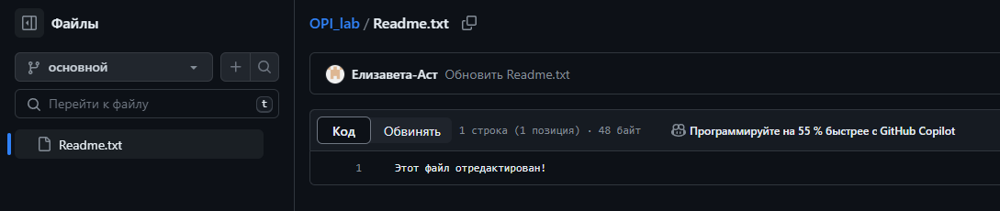 Файлы
основной
Перейти к файлу
t
Readme.txt
OPI_lab / Readme.txt
Елизавета-Аст Обновить Readme.txt
Код Обвинять 1 строка (1 позиция) · 48 байт Программируйте на 55 % быстрее с GitHub Copilot
1 Этот файл отредактирован!